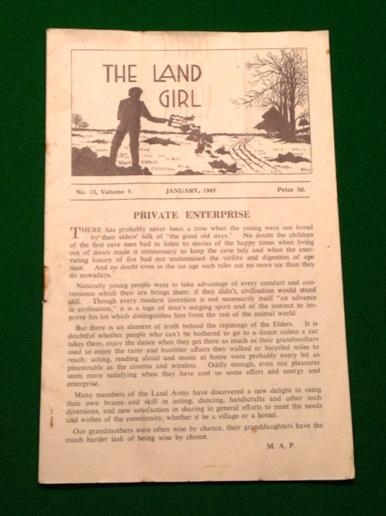 THE LAND
GIRL
No. 10, Volume 5. JANUARY, 1945 Price 3d.
PRIVATE ENTERPRISE
THERE has probably never been a time when the young were not bored
by their elders' talk of "the good old days." No doubt the children
of the first cave men had to listen to stories of the happy times when living
out of doors made it unnecessary to keep the cave tidy and when the ener-
vating luxury of fire had not undermined the virility and digestion of ape
man. And no doubt even in the ice age such tales cut no more ice than they
do nowadays.
Naturally young people want to take advantage of every comfort and con-
venience which their era brings them; if they didn't, civilisation would stand
still. Though every modern invention is not necessarily itself "an advance
in civilisation," it is a sign of man's surging spirit and of the instinct to im-
prove his lot which distinguishes him from the rest of the animal world.
But there is an element of truth behind the repinings of the Elders. It is
doubtful whether people who can't be bothered to go to a dance unless a car
takes them, enjoy the dance when they get there as much as their grandmothers
used to enjoy the rarer and humbler affairs they walked or bicycled miles to
reach; acting, reading aloud and music at home were probably every bit as
pleasurable as the cinema and wireless. Oddly enough, even our pleasures
seem more satisfying when they have cost us some effort and energy and
enterprise.
Many members of the Land Army have discovered a new delight in using
their own brains and skill in acting, dancing, handicrafts and other such
diversions, and new satisfaction in sharing in general efforts to meet the needs
and wishes of the community, whether it be a village or a hostel.
Our grandmothers were often wise by chance, their granddaughters have the
much harder task of being wise by choice.
M. A. P.